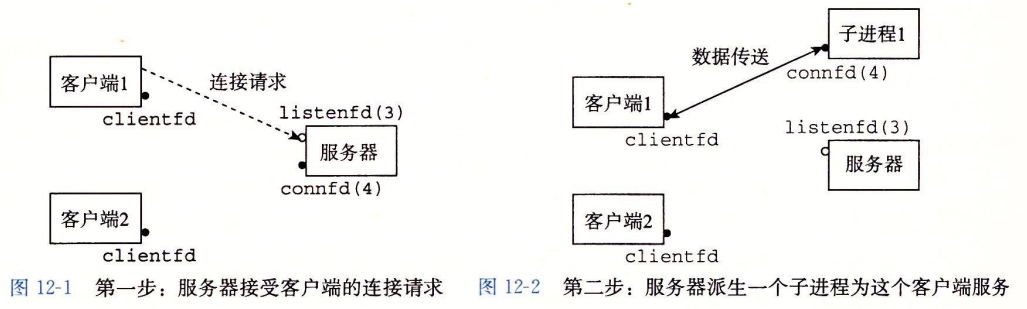 客户端1
连接请求
clientfd
listenfd(3)
服务器
connfd(4)
客户端2
clientfd
图 12-1 第一步：服务器接受客户端的连接请求
子进程1
数据传送
connfd(4)
客户端1
clientfd
listenfd(3)
服务器
客户端2
clientfd
图 12-2 第二步：服务器派生一个子进程为这个客户端服务